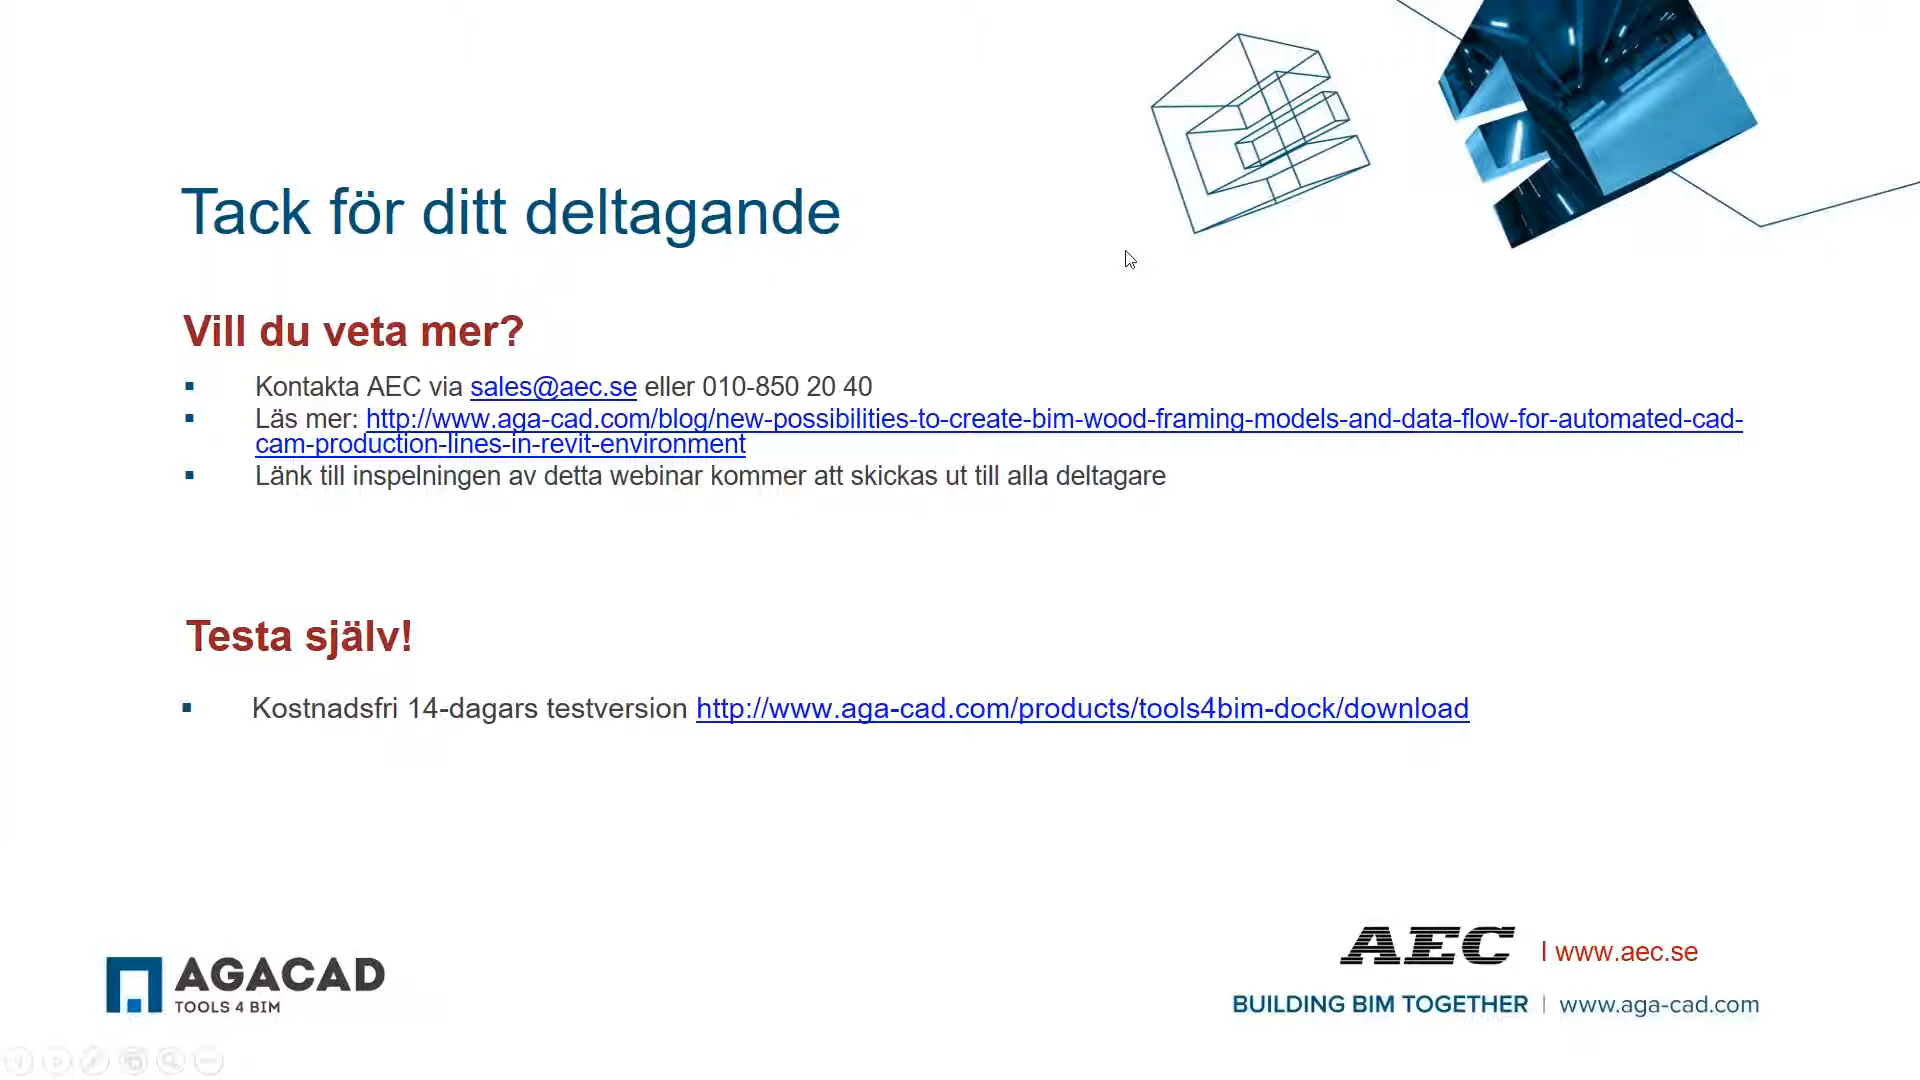 Tack för ditt deltagande
Vill du veta mer?
Kontakta AEC via sales@aec.se eller 010-850 20 40
Läs mer: http://www.aga-cad.com/blog/new-possibilities-to-create-bim-wood-framing-models-and-data-flow-for-automated-cad-
cam-production-lines-in-revit-environment
Länk till inspelningen av detta webinar kommer att skickas ut till alla deltagare
Testa själv!
Kostnadsfri 14-dagars testversion http://www.aga-cad.com/products/tools4bim-dock/download
AGACAD
TOOLS 4 BIM
AEC | www.aec.se
BUILDING BIM TOGETHER | www.aga-cad.com